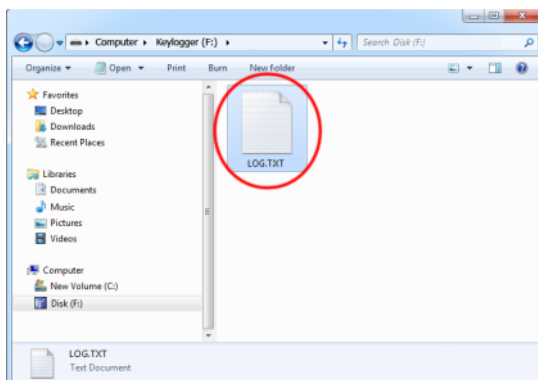 Computer Keylogger (F:)
Search Disk (F:)
Organize Open Print Burn New folder
Favorites
Desktop
Downloads
Recent Places
Libraries
Documents
Music
Pictures
Videos
Computer
New Volume (C:)
Disk (F:)
LOG.TXT
LOG.TXT
Text Document